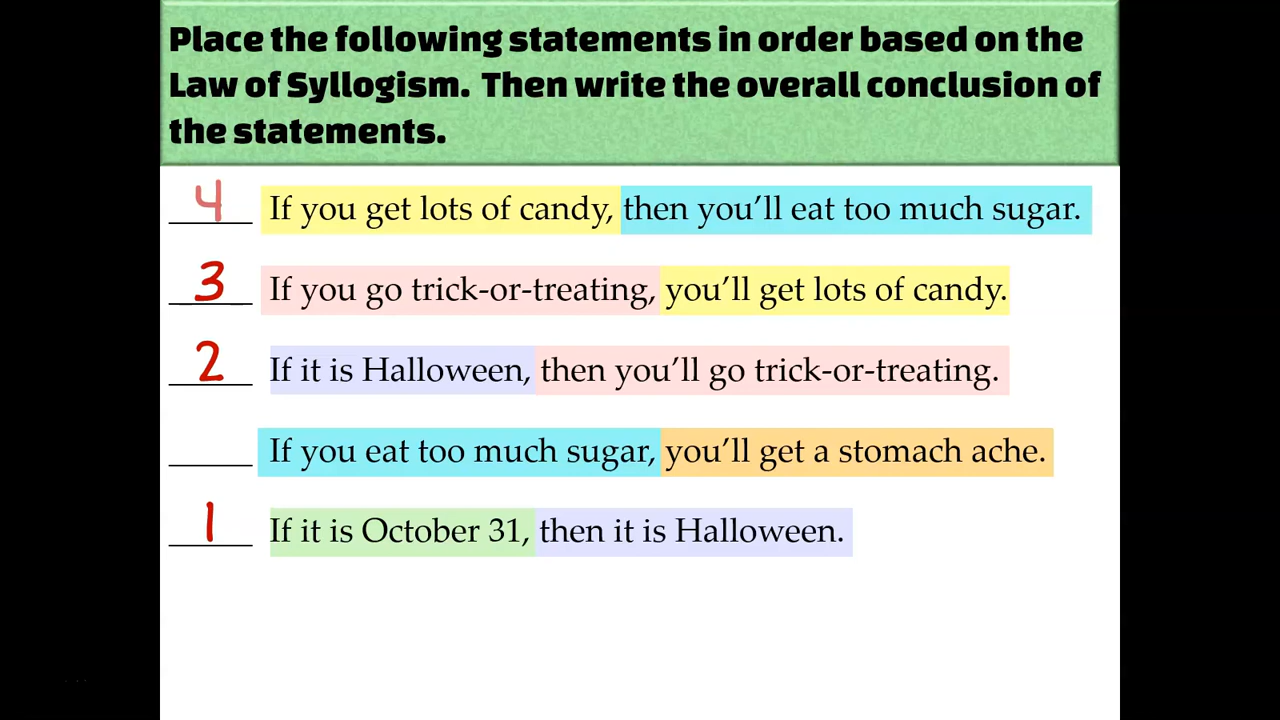 Place the following statements in order based on the
Law of Syllogism. Then write the overall conclusion of
the statements.
4 If you get lots of candy, then you’ll eat too much sugar.
3 If you go trick-or-treating, you’ll get lots of candy.
2 If it is Halloween, then you’ll go trick-or-treating.
If you eat too much sugar, you’ll get a stomach ache.
1 If it is October 31, then it is Halloween.